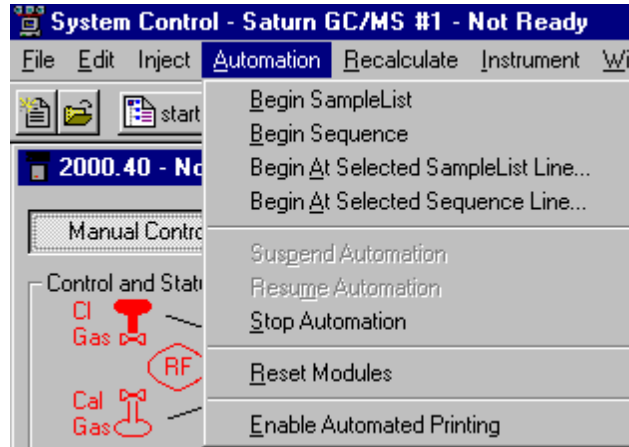 System Control - Saturn GC/MS #1 - Not Ready
File Edit Inject Automation Recalculate Instrument
start
Begin SampleList
Begin Sequence
Begin At Selected SampleList Line...
Begin At Selected Sequence Line...
Suspend Automation
Resume Automation
Stop Automation
Reset Modules
Enable Automated Printing
2000.40
Manual
Control and
CI
Gas
RF
Cal
Gas